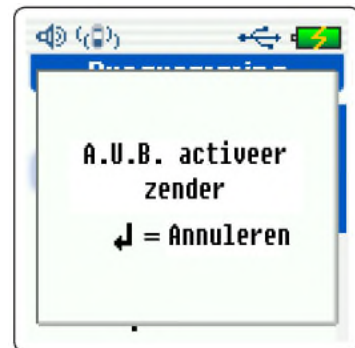 A.U.B. activeer
zender
↲ = Annuleren